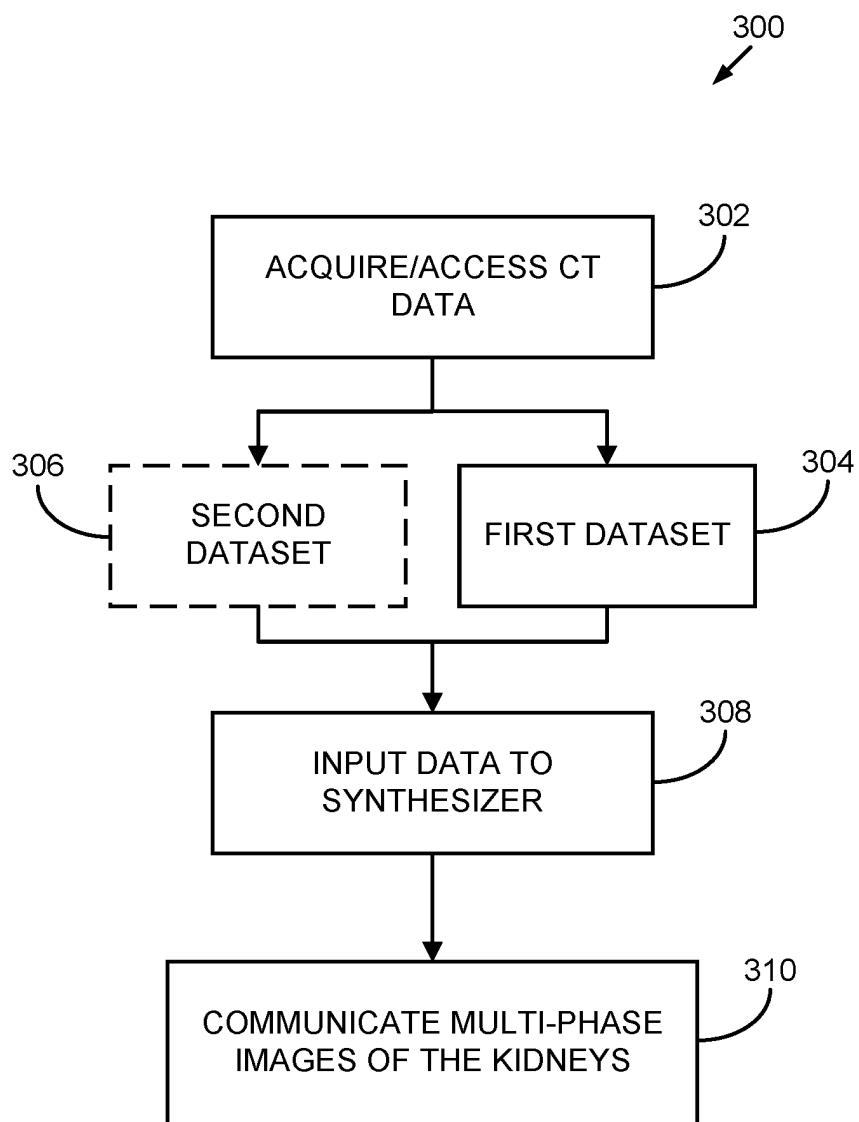 300
302
ACQUIRE/ACCESS CT
DATA
306
304
SECOND
DATASET
FIRST DATASET
308
INPUT DATA TO
SYNTHESIZER
310
COMMUNICATE MULTI-PHASE
IMAGES OF THE KIDNEYS